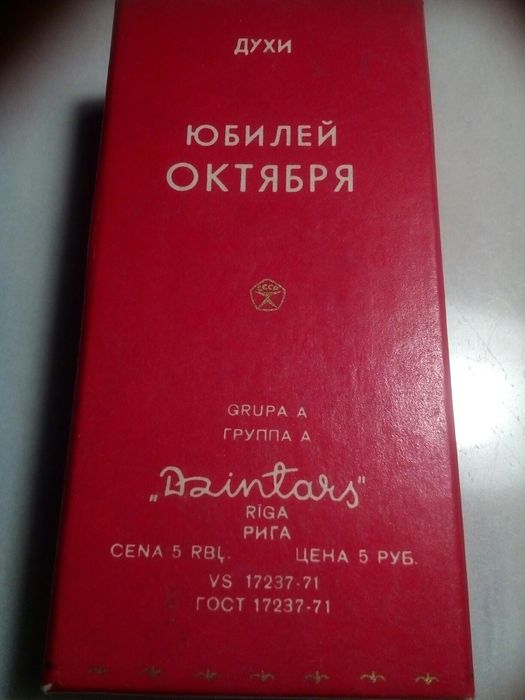 ДУХИ
ЮБИЛЕЙ
ОКТЯБРЯ
СССР
GRUPA A
ГРУППА А
„Dzintars"
RĪGA
РИГА
CENA 5 RBĻ. ЦЕНА 5 РУБ.
VS 17237-71
ГОСТ 17237-71